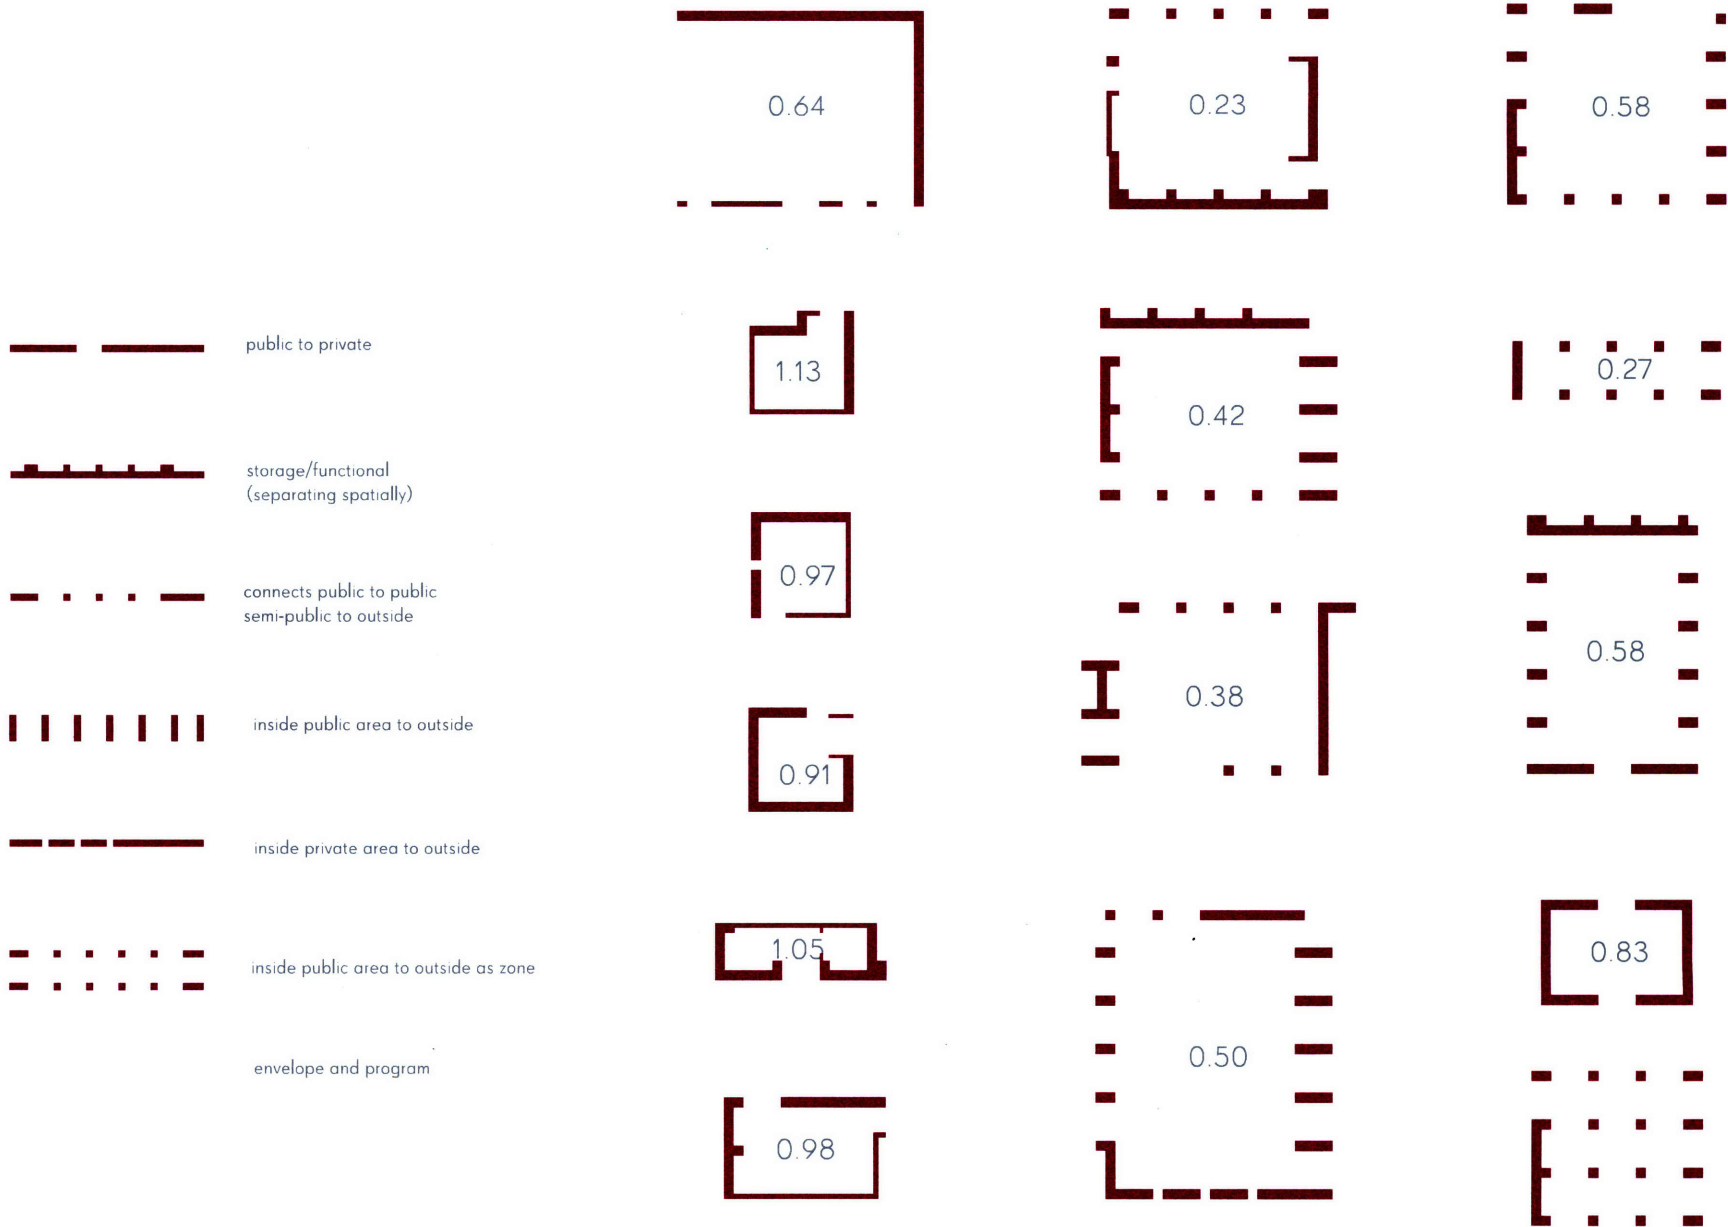 0.64
0.23
0.58
public to private
1.13
0.42
0.27
storage/functional
(separating spatially)
0.97
connects public to public
semi-public to outside
0.38
0.58
inside public area to outside
0.91
inside private area to outside
1.05
0.83
inside public area to outside as zone
0.50
envelope and program
0.98